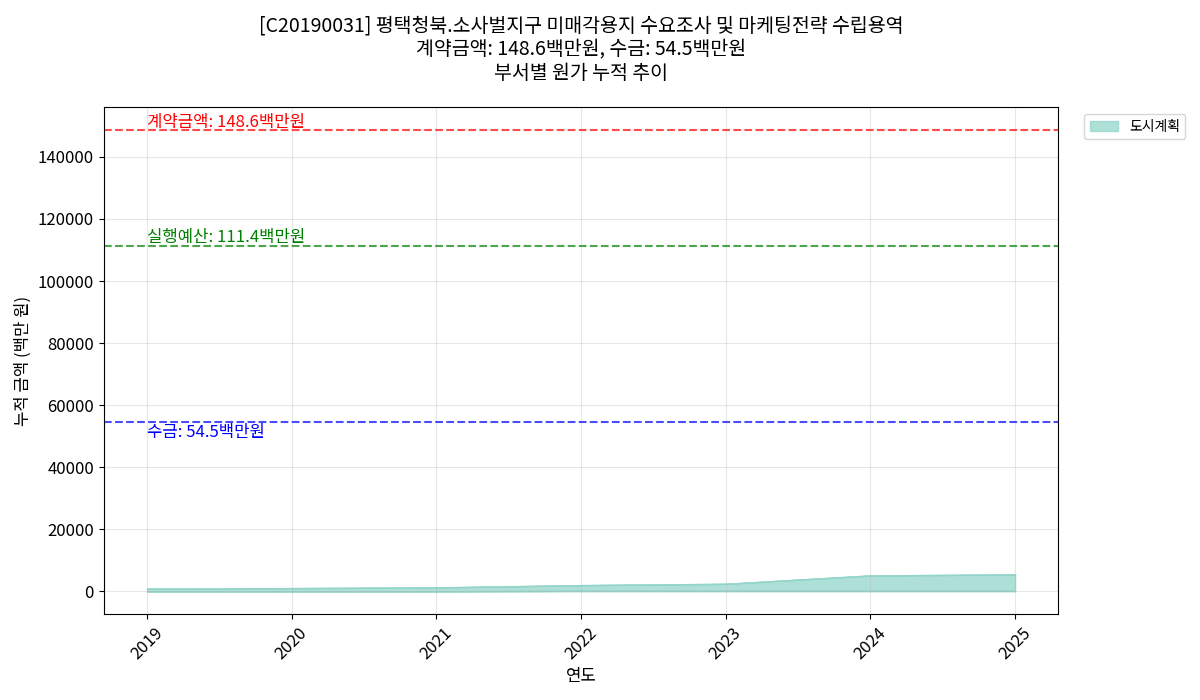 [C20190031] 평택청북.소사벌지구 미매각용지 수요조사 및 마케팅전략 수립용역
계약금액: 148.6백만원, 수금: 54.5백만원
부서별 원가 누적 추이
계약금액: 148.6백만원
실행예산: 111.4백만원
수금: 54.5백만원
도시계획
누적 금액 (백만 원)
140000
120000
100000
80000
60000
40000
20000
0
2019
2020
2021
2022
2023
2024
2025
연도